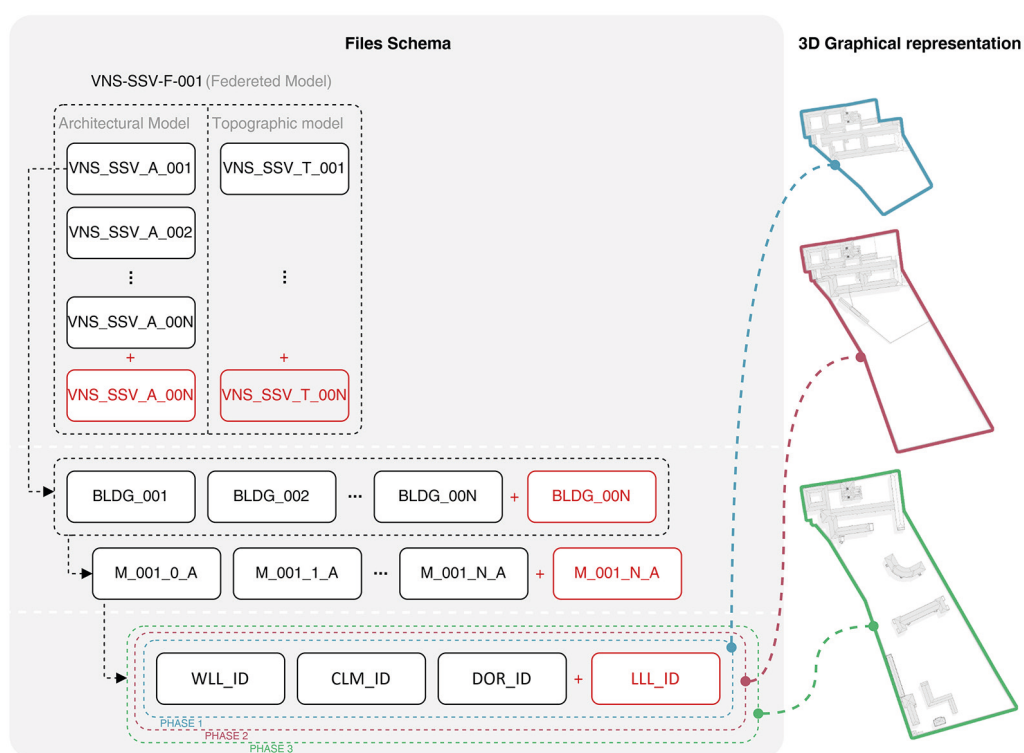 Files Schema
3D Graphical representation
VNS-SSV-F-001 (Federeted Model)
Architectural Model Topographic model
VNS_SSV_A_001 VNS_SSV_T_001
VNS_SSV_A_002
⋮ ⋮
VNS_SSV_A_00N
+ +
VNS_SSV_A_00N VNS_SSV_T_00N
BLDG_001 BLDG_002 ... BLDG_00N + BLDG_00N
M_001_0_A M_001_1_A ... M_001_N_A + M_001_N_A
WLL_ID CLM_ID DOR_ID + LLL_ID
PHASE 1
PHASE 2
PHASE 3